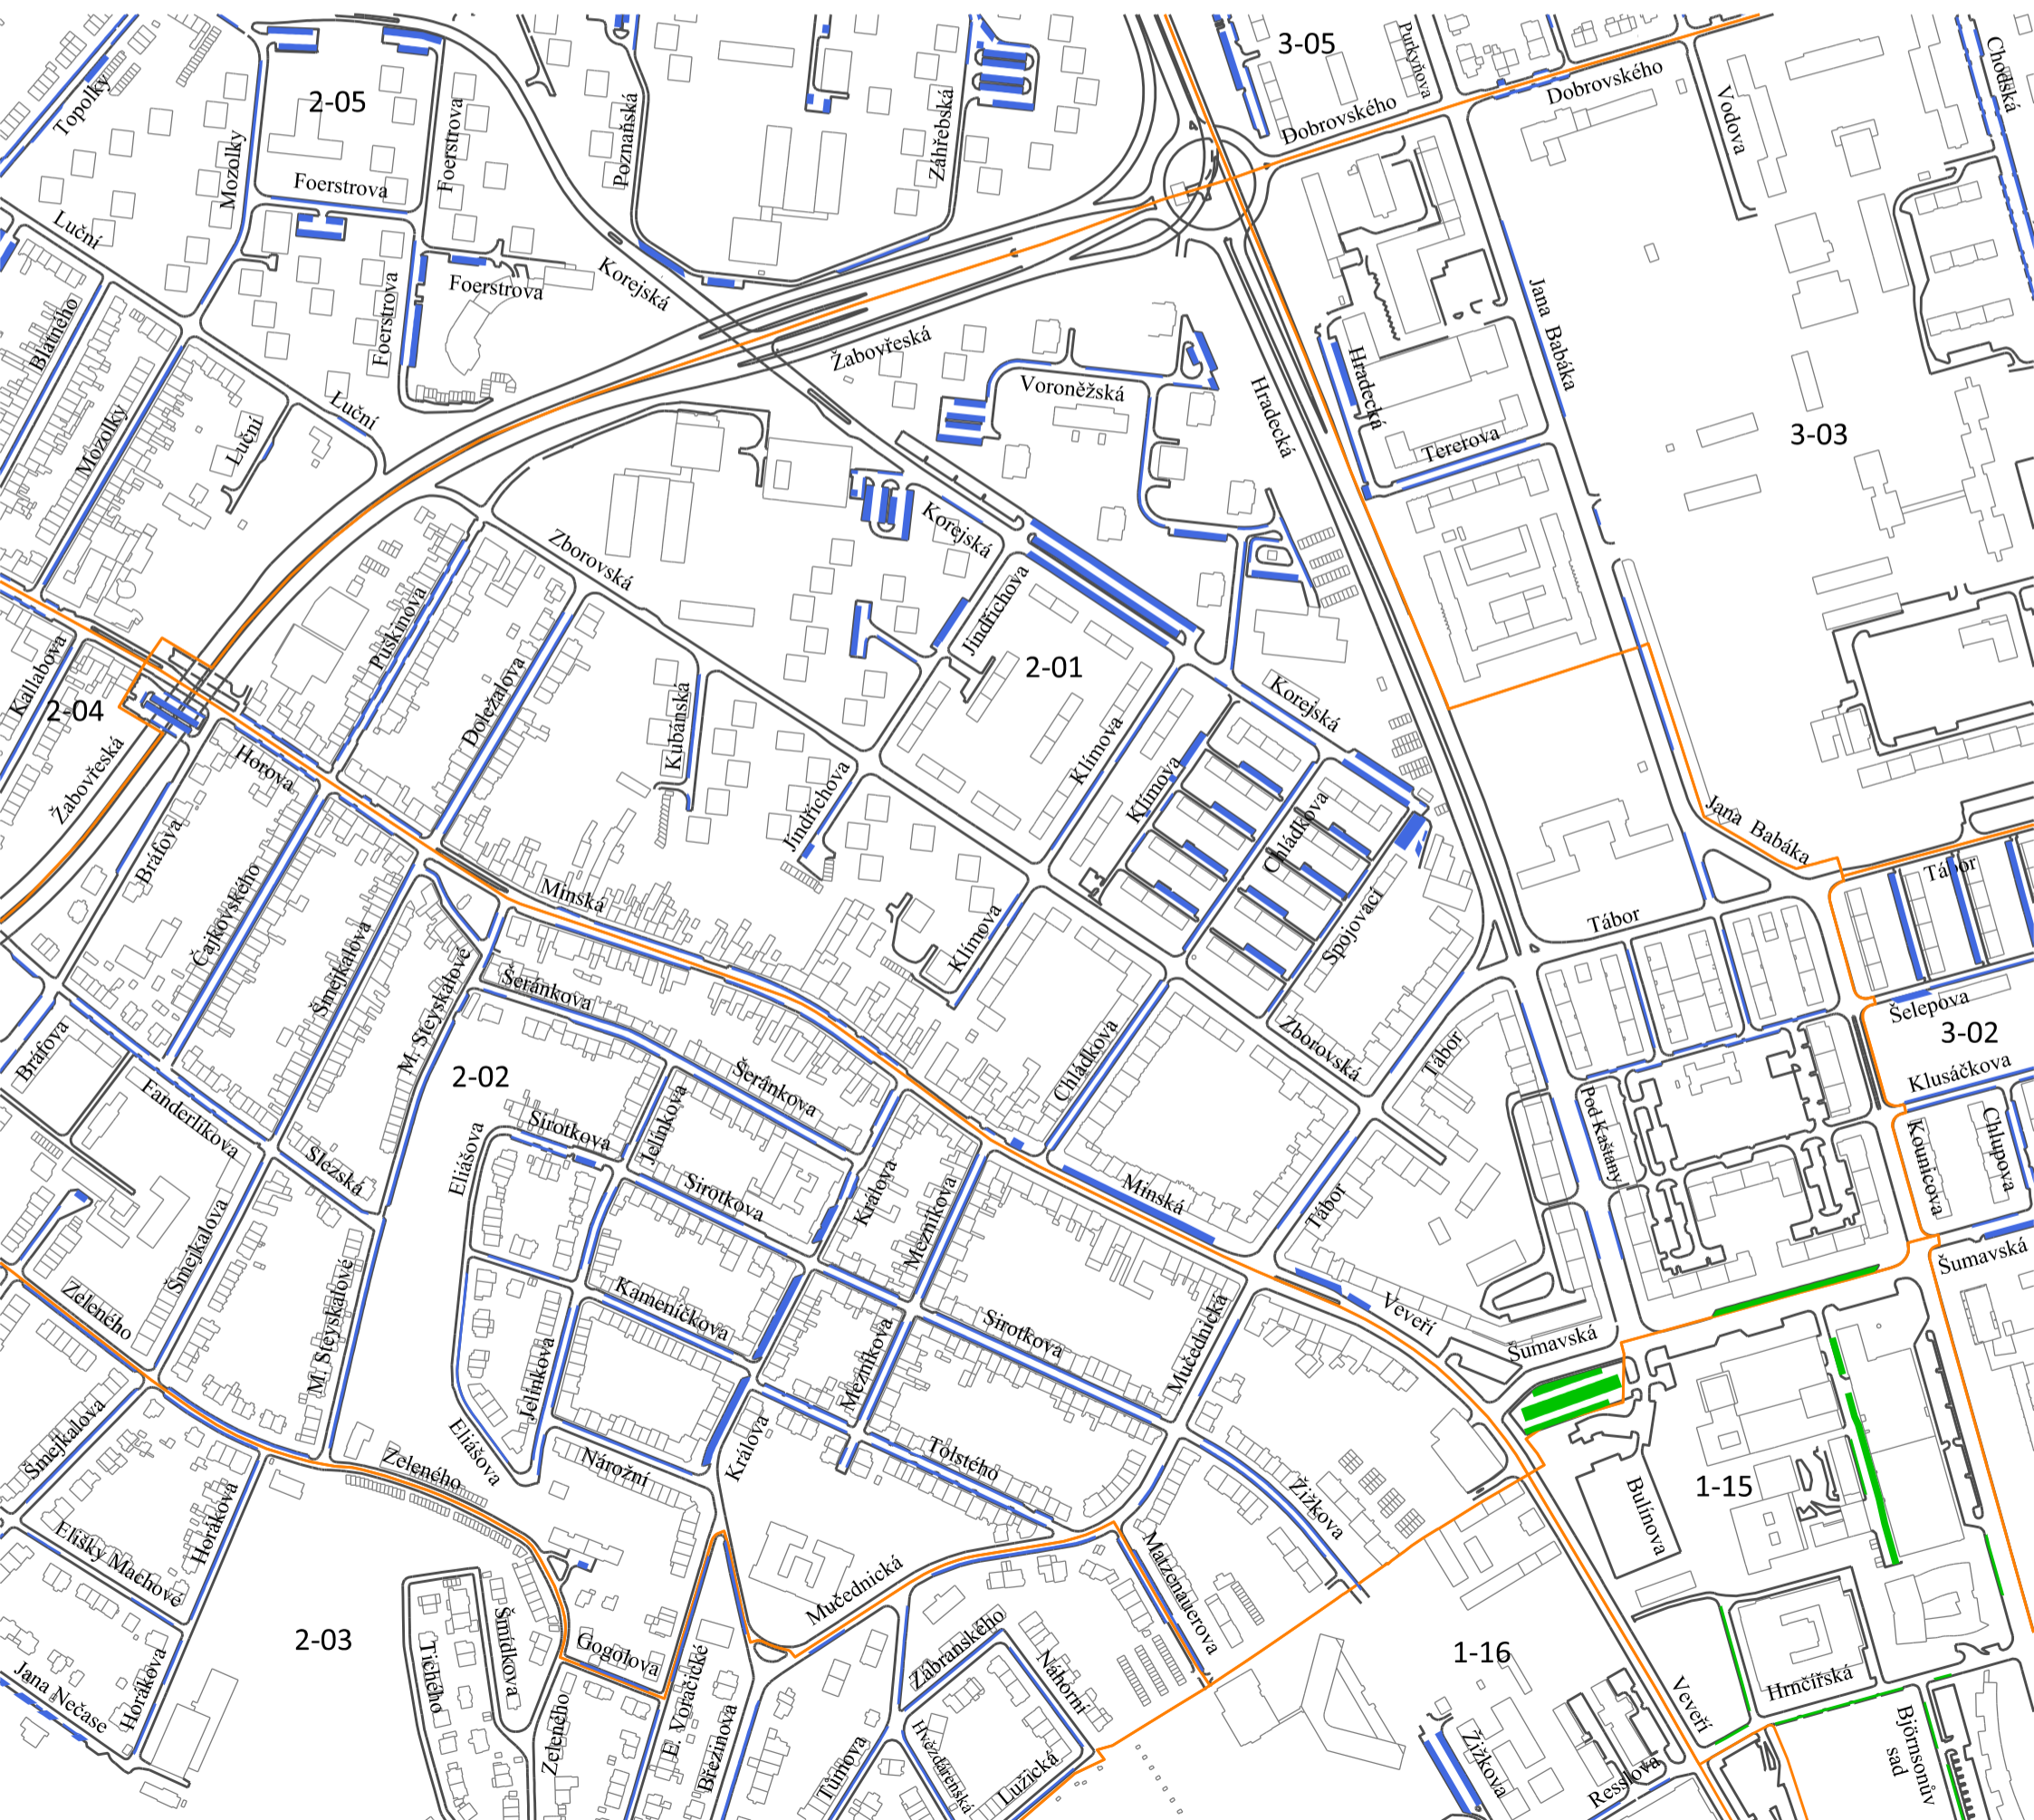 3-05
Purkyňova
Chodská
Topolky
2-05
Foerstrova
Poznaňská
Záhřebská
Dobrovského
Dobrovského
Vodova
Mozolky
Foerstrova
Luční
Korejská
Foerstrova
Foerstrova
Blatného
Žabovřeská
Jana Babáka
Voroněžská
Hradecká
Hradecká
Luční
Luční
Mozolky
Tererova
3-03
Korejská
Zborovská
Jindřichova
Puškinova
Kallabova
2-04
2-01
Doležalova
Kubánská
Korejská
Klímova
Žabovřeská
Horova
Jindřichova
Klímova
Chládkova
Jana Babáka
Bráfova
Minská
Tábor
Čajkovského
Šmejkalova
Klímova
Spojovací
Tábor
M. Steyskalové
Šeránkova
Šelepova
3-02
Bráfova
2-02
Šeránkova
Chládkova
Zborovská
Tábor
Klusáčkova
Fanderlíkova
Sirotkova
Jelínkova
Pod Kaštany
Kounicova
Chlupova
Eliášova
Slezská
Sirotkova
Králova
Minská
Tábor
Mezníkova
Šmejkalova
Šumavská
Zeleného
M. Steyskalové
Kameníčkova
Sirotkova
Mučednická
Veveří
Šumavská
Mezníkova
Jelínkova
Šmejkalova
Eliášova
Zeleného
Nárožní
Králova
Tolstého
Žižkova
1-15
Bulínova
Horákova
Elišky Machové
Matzenauerova
Mučednická
2-03
Šmídkova
Tichého
Gogolova
Zábranského
Náhorní
1-16
Horákova
Jana Nečase
Zeleného
E. Voračické
Březinova
Tůmova
Hvězdárenská
Lužická
Žižkova
Resslova
Veveří
Hrnčířská
Björnsonův
sad